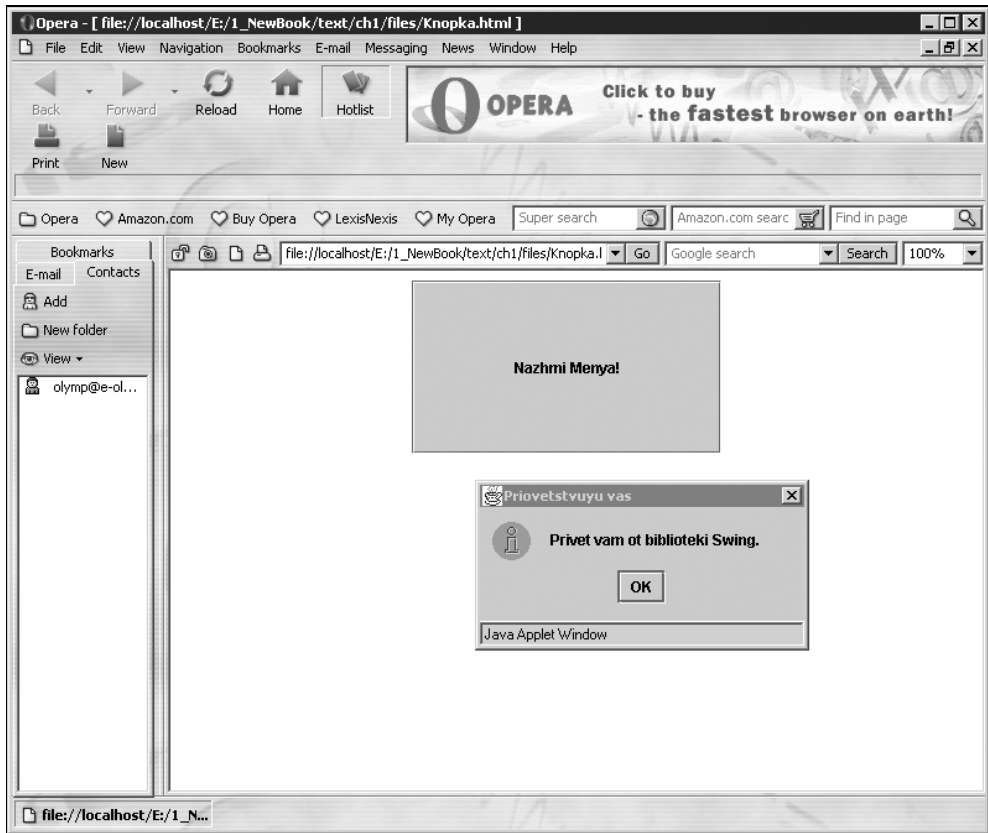 Opera - [ file://localhost/E:/1_NewBook/text/ch1/files/Knopka.html ]
File Edit View Navigation Bookmarks E-mail Messaging News Window Help
Back Forward Reload Home Hotlist
Print New
OPERA
Click to buy
- the fastest browser on earth!
Opera Amazon.com Buy Opera LexisNexis My Opera Super search Amazon.com searc Find in page
Bookmarks
E-mail Contacts
file://localhost/E:/1_NewBook/text/ch1/files/Knopka.l Go Google search Search 100%
Add
New folder
View
olymp@e-ol...
Nazhmi Menya!
Priovetstvuyu vas
Privet vam ot biblioteki Swing.
OK
Java Applet Window
file://localhost/E:/1_N...